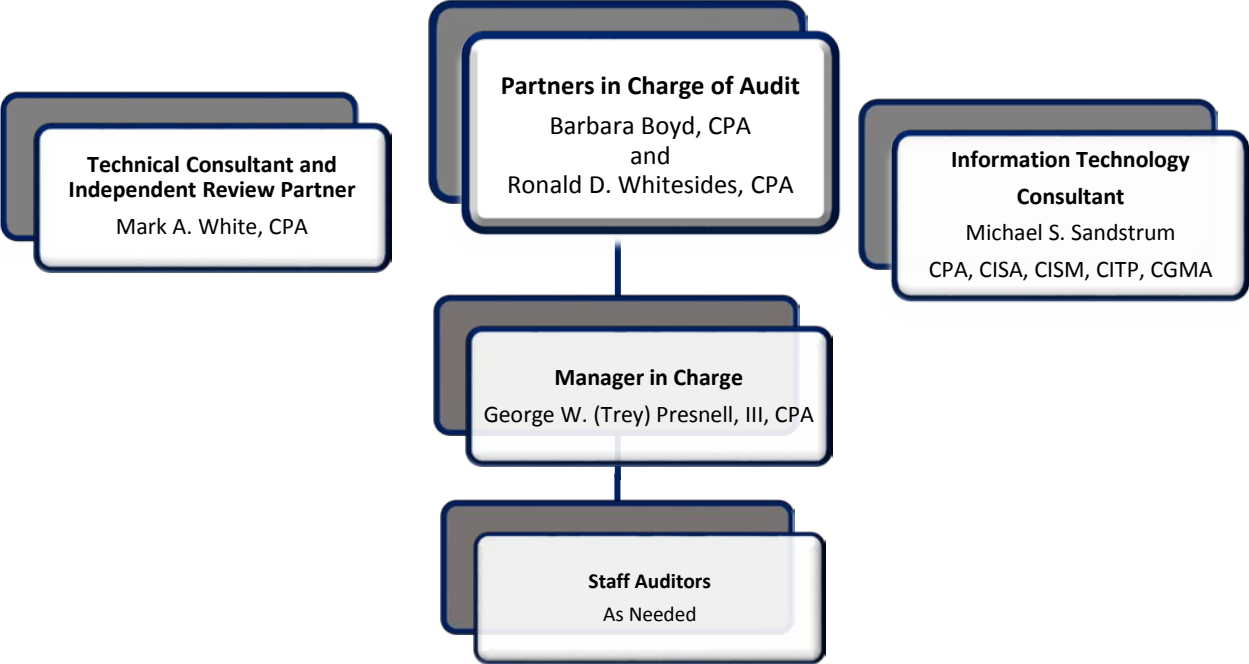 Partners in Charge of Audit
Barbara Boyd, CPA
and
Ronald D. Whitesides, CPA
Technical Consultant and
Independent Review Partner
Mark A. White, CPA
Information Technology
Consultant
Michael S. Sandstrum
CPA, CISA, CISM, CITP, CGMA
Manager in Charge
George W. (Trey) Presnell, III, CPA
Staff Auditors
As Needed